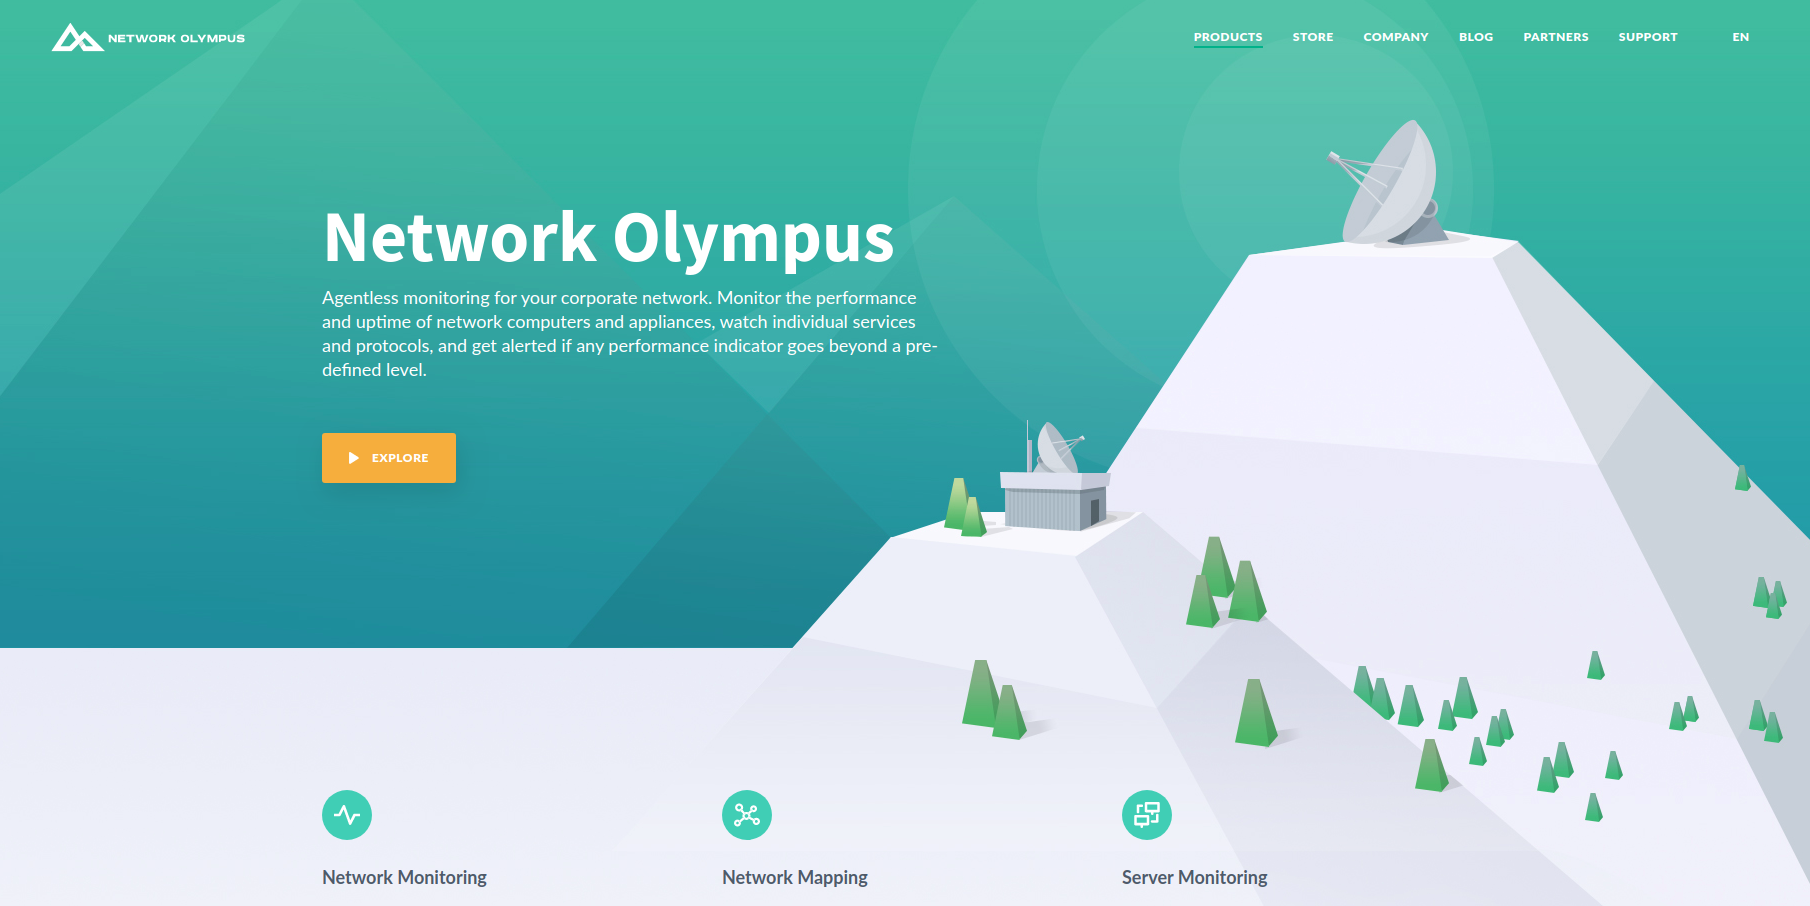 NETWORK OLYMPUS
PRODUCTS STORE COMPANY BLOG PARTNERS SUPPORT EN
Network Olympus
Agentless monitoring for your corporate network. Monitor the performance
and uptime of network computers and appliances, watch individual services
and protocols, and get alerted if any performance indicator goes beyond a pre-
defined level.
EXPLORE
Network Monitoring
Network Mapping
Server Monitoring